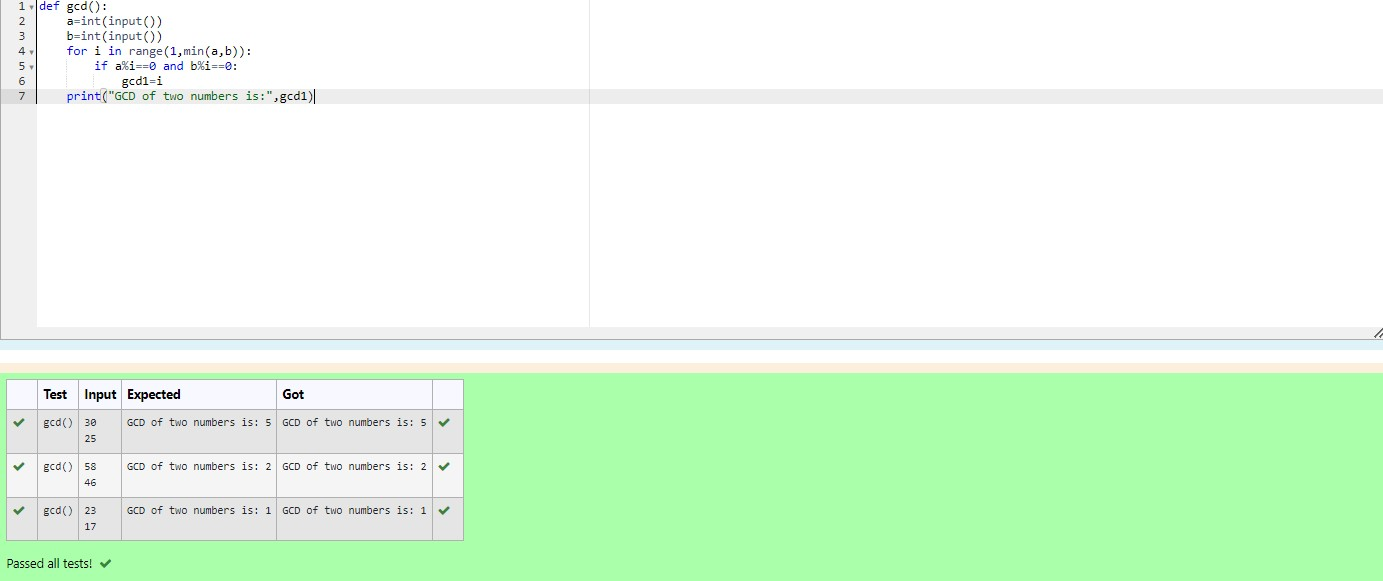 1 def gcd():
2     a=int(input())
3     b=int(input())
4     for i in range(1,min(a,b)):
5         if a%i==0 and b%i==0:
6             gcd1=i
7     print("GCD of two numbers is:",gcd1)
Test Input Expected Got
gcd() 30 GCD of two numbers is: 5 GCD of two numbers is: 5
25
gcd() 58 GCD of two numbers is: 2 GCD of two numbers is: 2
46
gcd() 23 GCD of two numbers is: 1 GCD of two numbers is: 1
17
Passed all tests!